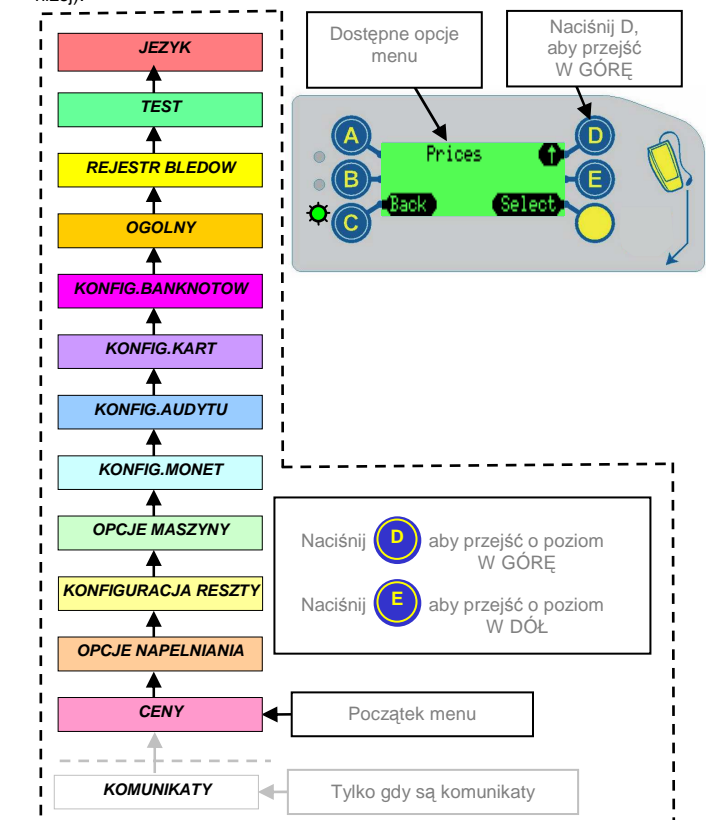 JEZYK
TEST
REJESTR BLEDOW
OGOLNY
KONFIG.BANKNOTOW
KONFIG.KART
KONFIG.AUDYTU
KONFIG.MONET
OPCJE MASZYNY
KONFIGURACJA RESZTY
OPCJE NAPELNIANIA
CENY
KOMUNIKATY
Dostępne opcje
menu
Naciśnij D,
aby przejść
W GÓRĘ
A
B
C
Prices
Back
Select
D
E
Naciśnij D aby przejść o poziom
W GÓRĘ
Naciśnij E aby przejść o poziom
W DÓŁ
Początek menu
Tylko gdy są komunikaty